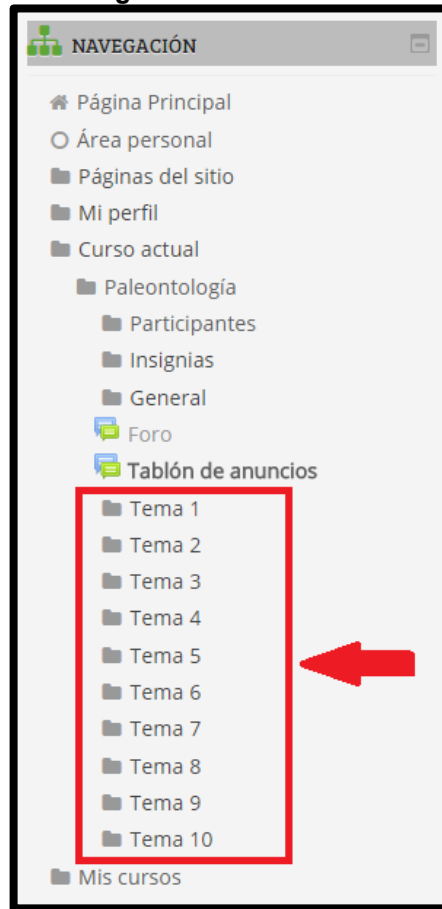 NAVEGACIÓN
Página Principal
Área personal
Páginas del sitio
Mi perfil
Curso actual
Paleontología
Participantes
Insignias
General
Foro
Tablón de anuncios
Tema 1
Tema 2
Tema 3
Tema 4
Tema 5
Tema 6
Tema 7
Tema 8
Tema 9
Tema 10
Mis cursos